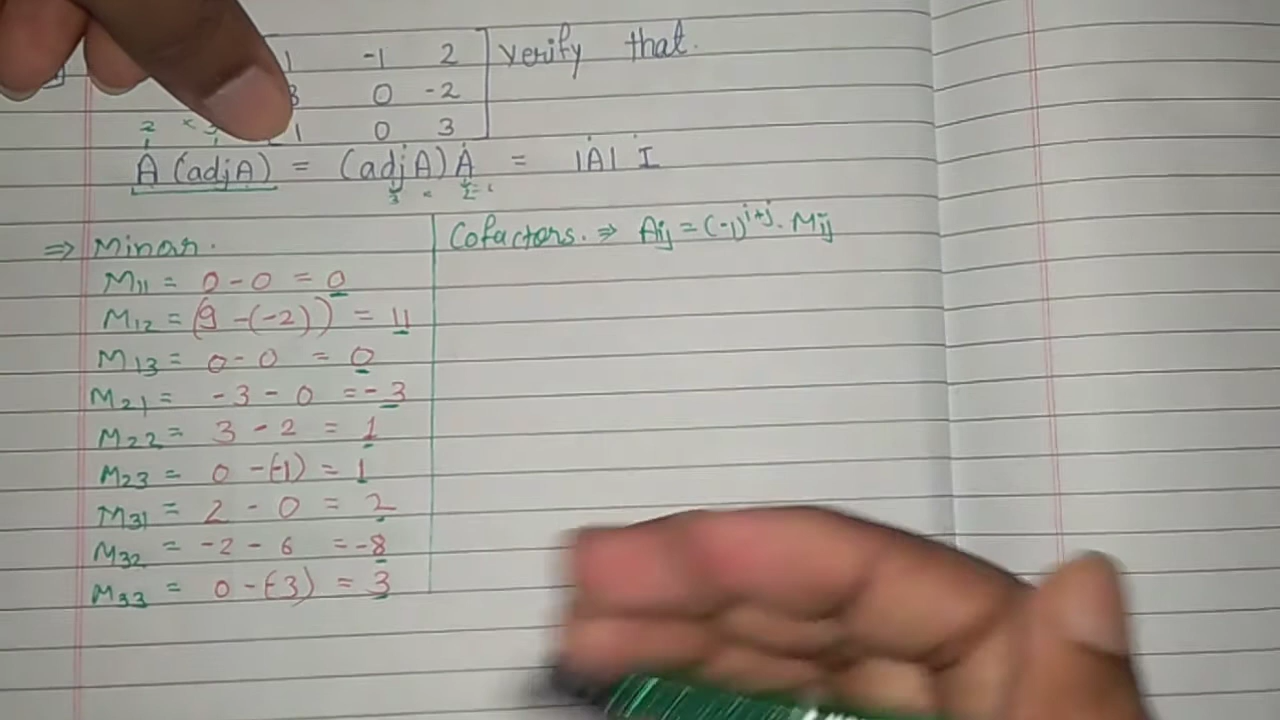 1 -1 2 verify that.
3 0 -2
1 0 3
A (adjA) = (adjA) A = |A| I
⇒ Minor. Cofactors. ⇒ Aij = (-1)^i+j . Mij
M11 = 0 - 0 = 0
M12 = (9 - (-2)) = 11
M13 = 0 - 0 = 0
M21 = -3 - 0 = -3
M22 = 3 - 2 = 1
M23 = 0 - (-1) = 1
M31 = 2 - 0 = 2
M32 = -2 - 6 = -8
M33 = 0 - (-3) = 3